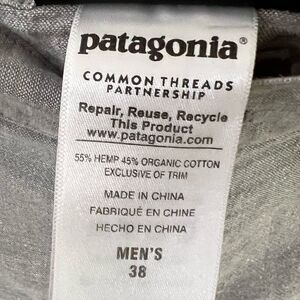 patagonia®
COMMON THREADS
PARTNERSHIP
Repair, Reuse, Recycle
This Product
www.patagonia.com
55% HEMP 45% ORGANIC COTTON
EXCLUSIVE OF TRIM
MADE IN CHINA
FABRIQUÉ EN CHINE
HECHO EN CHINA
MEN'S
38